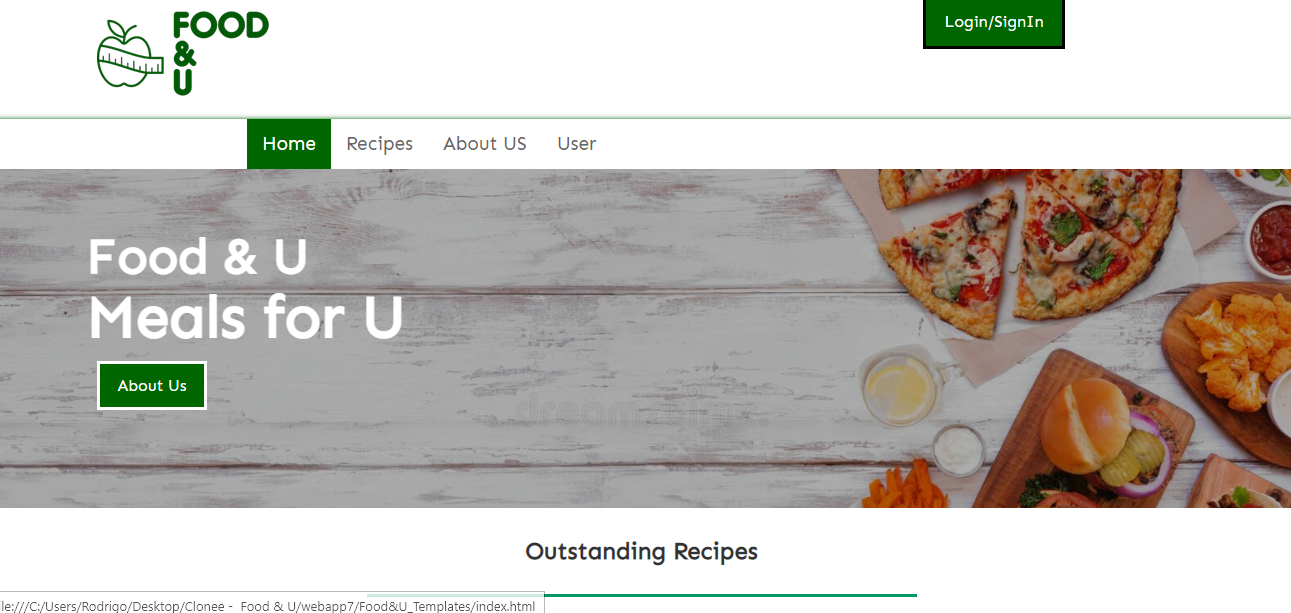 FOOD
&
U
Login/SignIn
Home Recipes About US User
Food & U
Meals for U
About Us
dreamstime
Outstanding Recipes
ile:///C:/Users/Rodrigo/Desktop/Clonee - Food & U/webapp7/Food&U_Templates/index.html